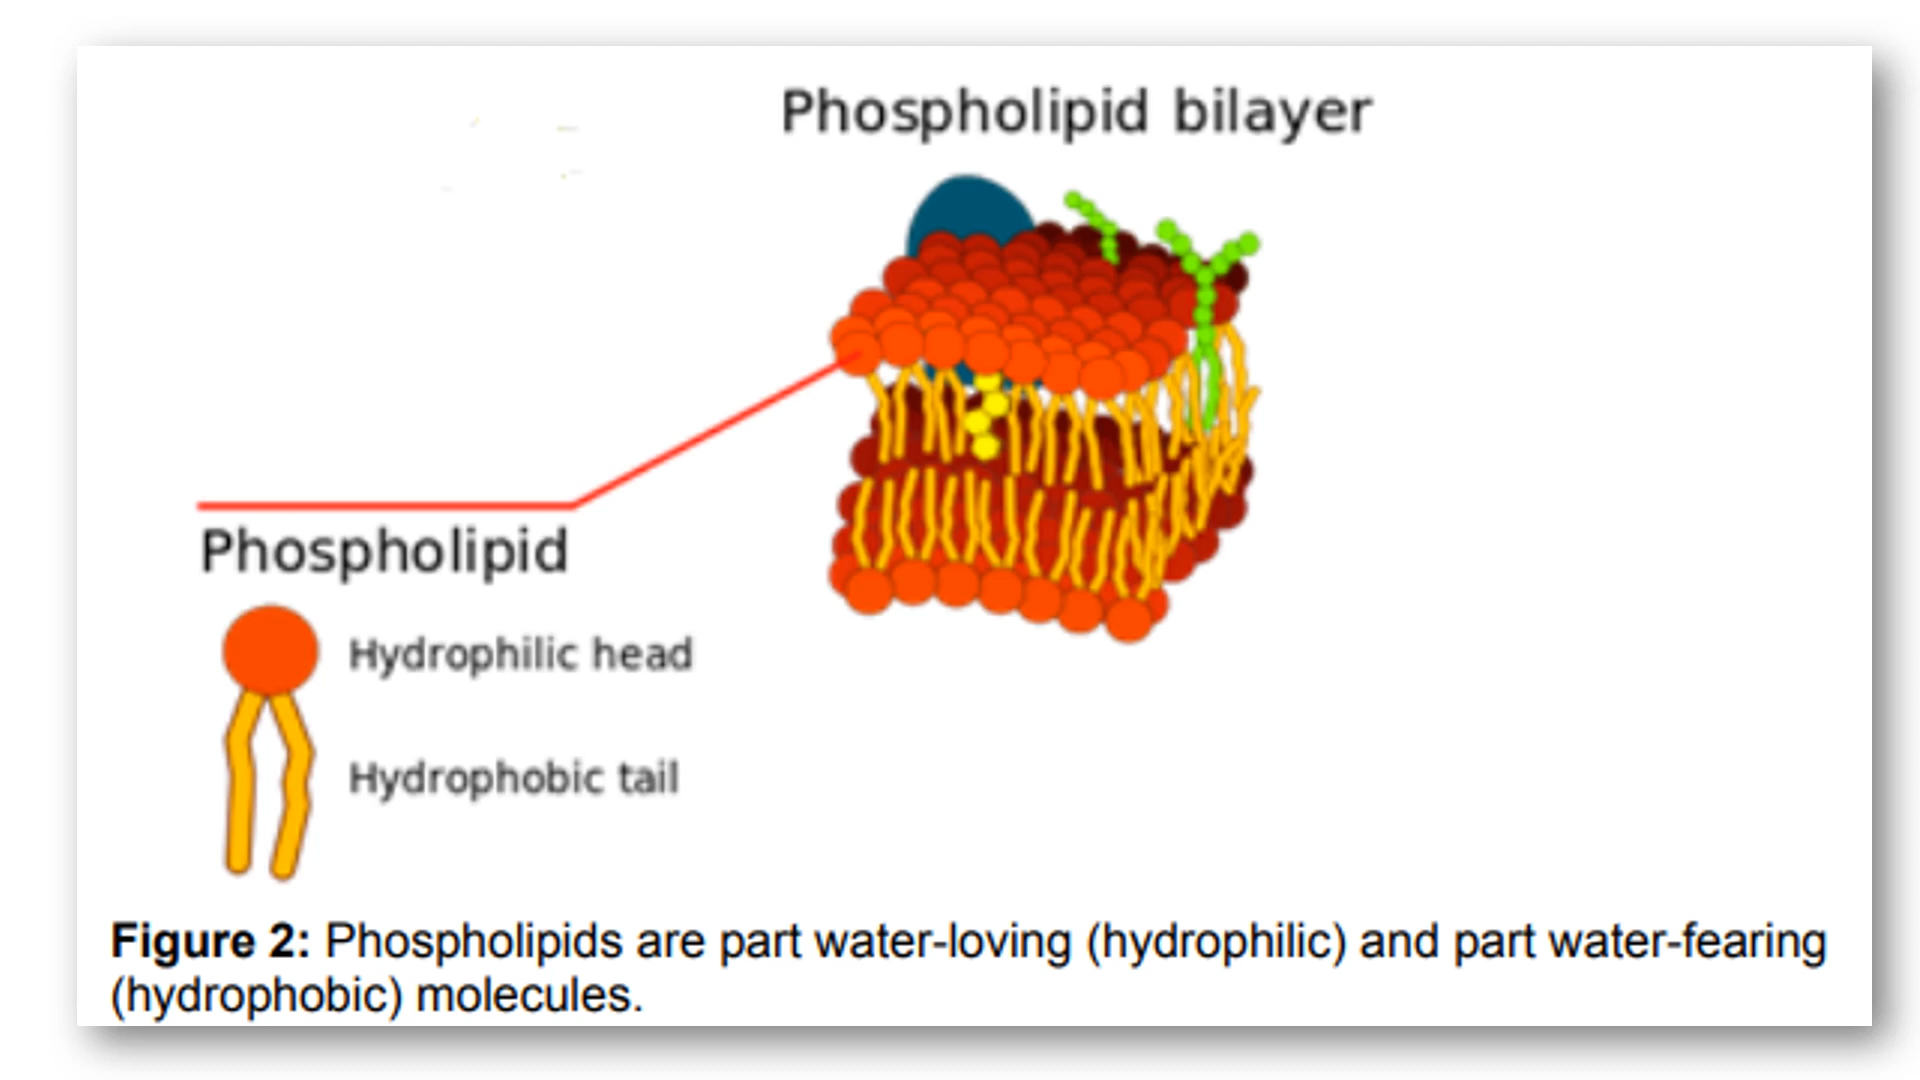 Phospholipid bilayer
Phospholipid
Hydrophilic head
Hydrophobic tail
Figure 2: Phospholipids are part water-loving (hydrophilic) and part water-fearing
(hydrophobic) molecules.